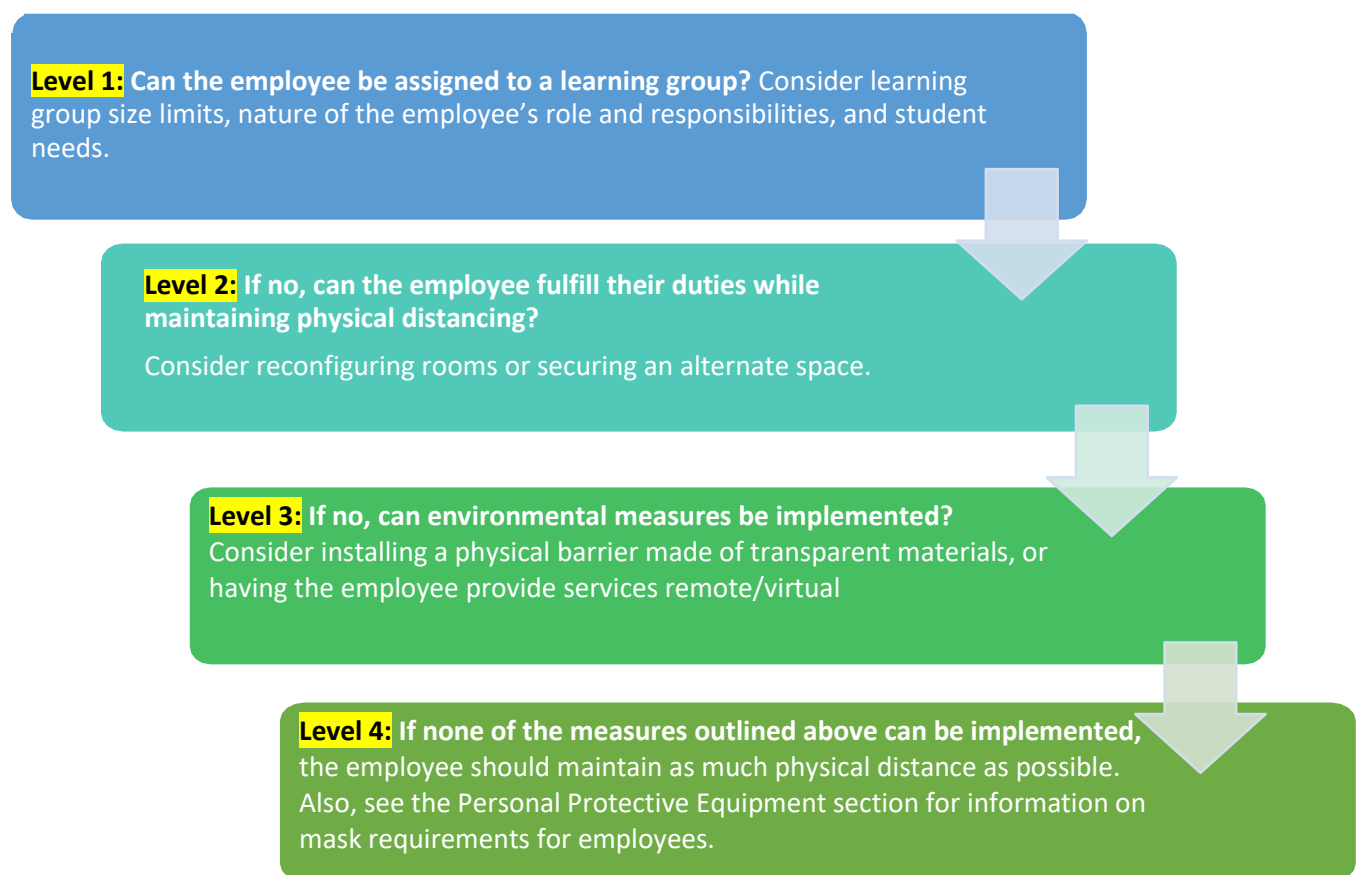 Level 1: Can the employee be assigned to a learning group? Consider learning
group size limits, nature of the employee’s role and responsibilities, and student
needs.
Level 2: If no, can the employee fulfill their duties while
maintaining physical distancing?
Consider reconfiguring rooms or securing an alternate space.
Level 3: If no, can environmental measures be implemented?
Consider installing a physical barrier made of transparent materials, or
having the employee provide services remote/virtual
Level 4: If none of the measures outlined above can be implemented,
the employee should maintain as much physical distance as possible.
Also, see the Personal Protective Equipment section for information on
mask requirements for employees.